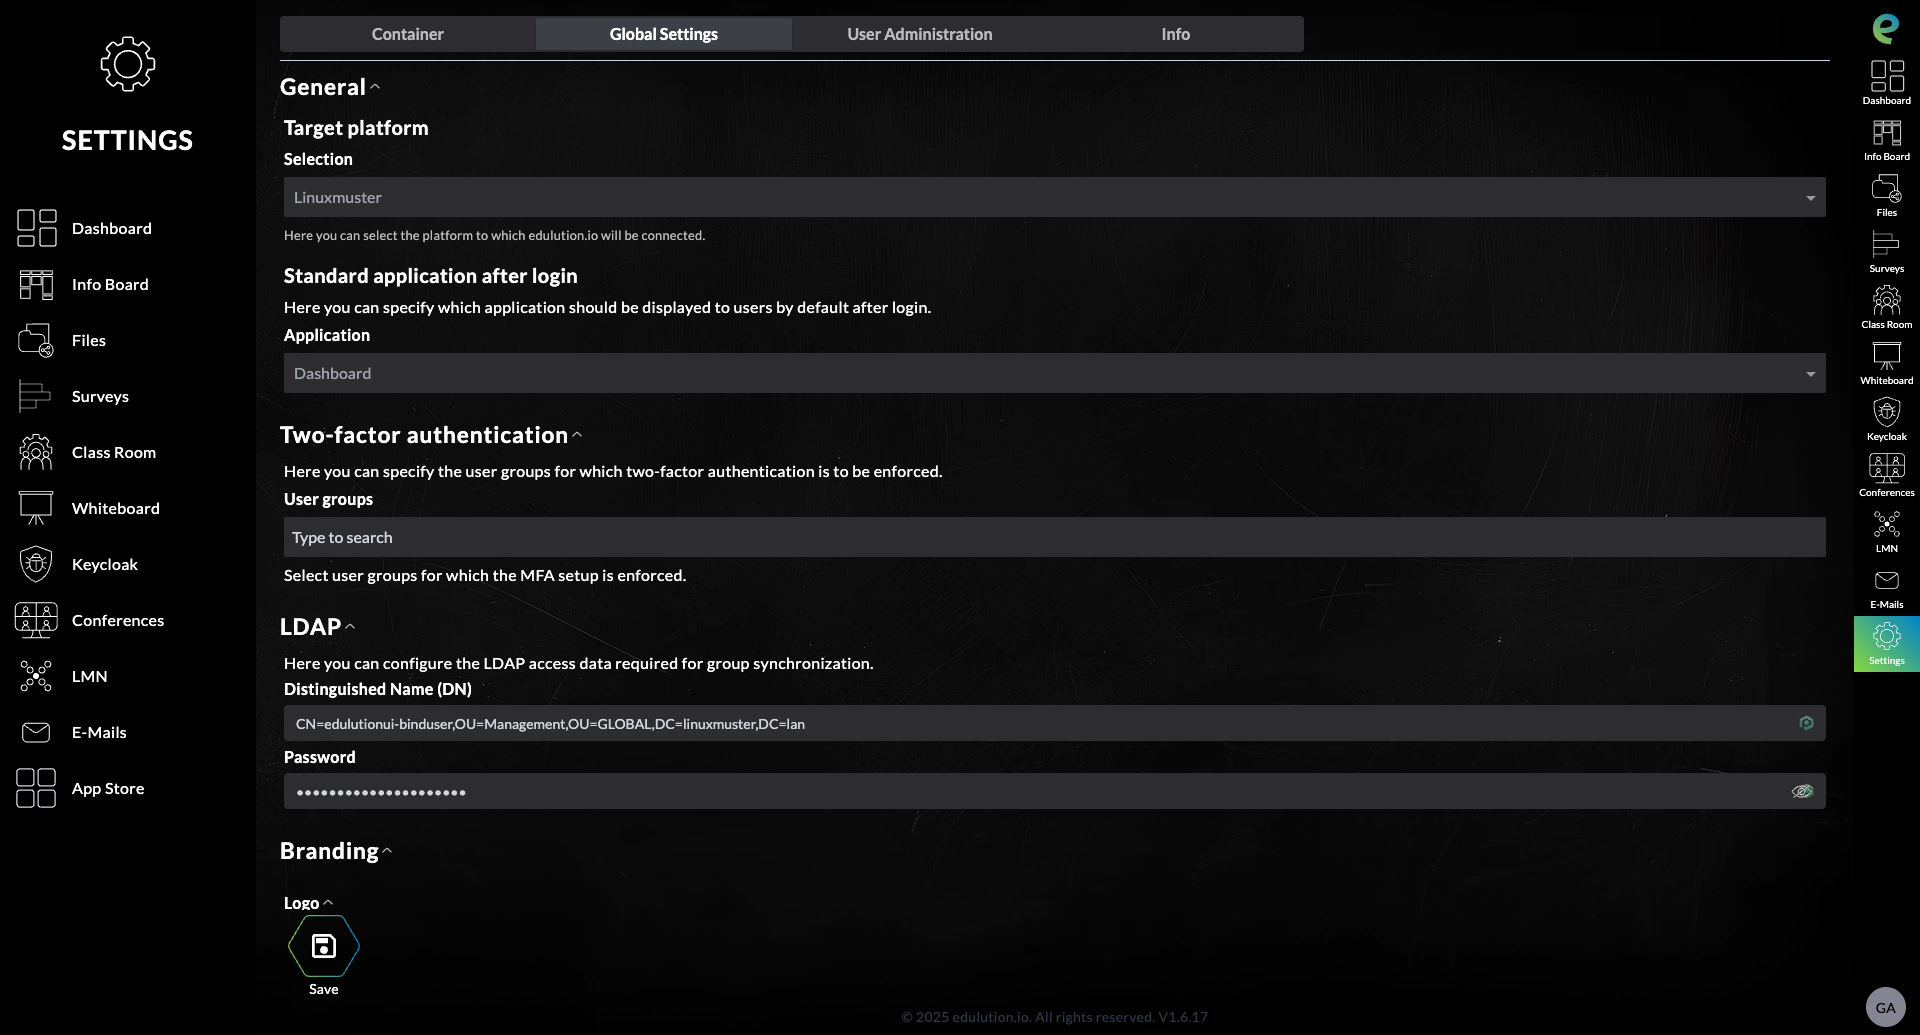 SETTINGS
Dashboard
Info Board
Files
Surveys
Class Room
Whiteboard
Keycloak
Conferences
LMN
E-Mails
App Store
Container
Global Settings
User Administration
Info
General
Target platform
Selection
Linuxmuster
Here you can select the platform to which edulution.io will be connected.
Standard application after login
Here you can specify which application should be displayed to users by default after login.
Application
Dashboard
Two-factor authentication
Here you can specify the user groups for which two-factor authentication is to be enforced.
User groups
Type to search
Select user groups for which the MFA setup is enforced.
LDAP
Here you can configure the LDAP access data required for group synchronization.
Distinguished Name (DN)
CN=edulutionui-binduser,OU=Management,OU=GLOBAL,DC=linuxmuster,DC=lan
Password
•••••••••••••••••••••
Branding
Logo
Save
© 2025 edulution.io. All rights reserved. V1.6.17
Dashboard
Info Board
Files
Surveys
Class Room
Whiteboard
Keycloak
Conferences
LMN
E-Mails
Settings
GA